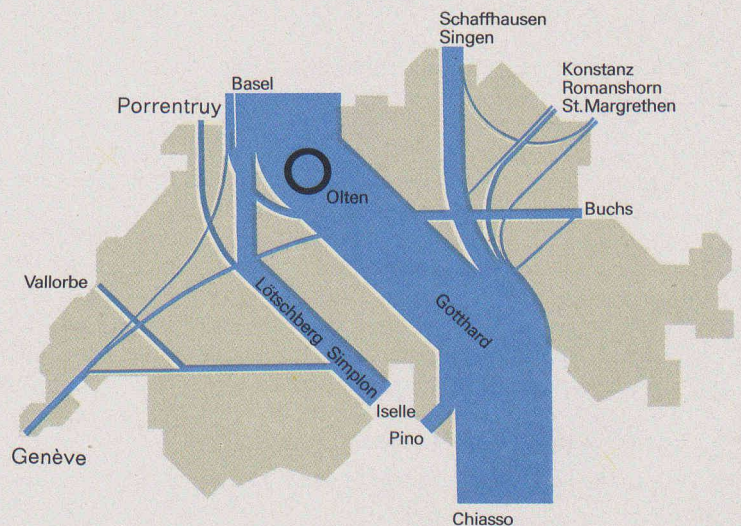 Schaffhausen
Singen
Konstanz
Romanshorn
St.Margrethen
Basel
Porrentruy
Olten
Buchs
Vallorbe
Lötschberg Simplon
Gotthard
Iselle
Pino
Genève
Chiasso